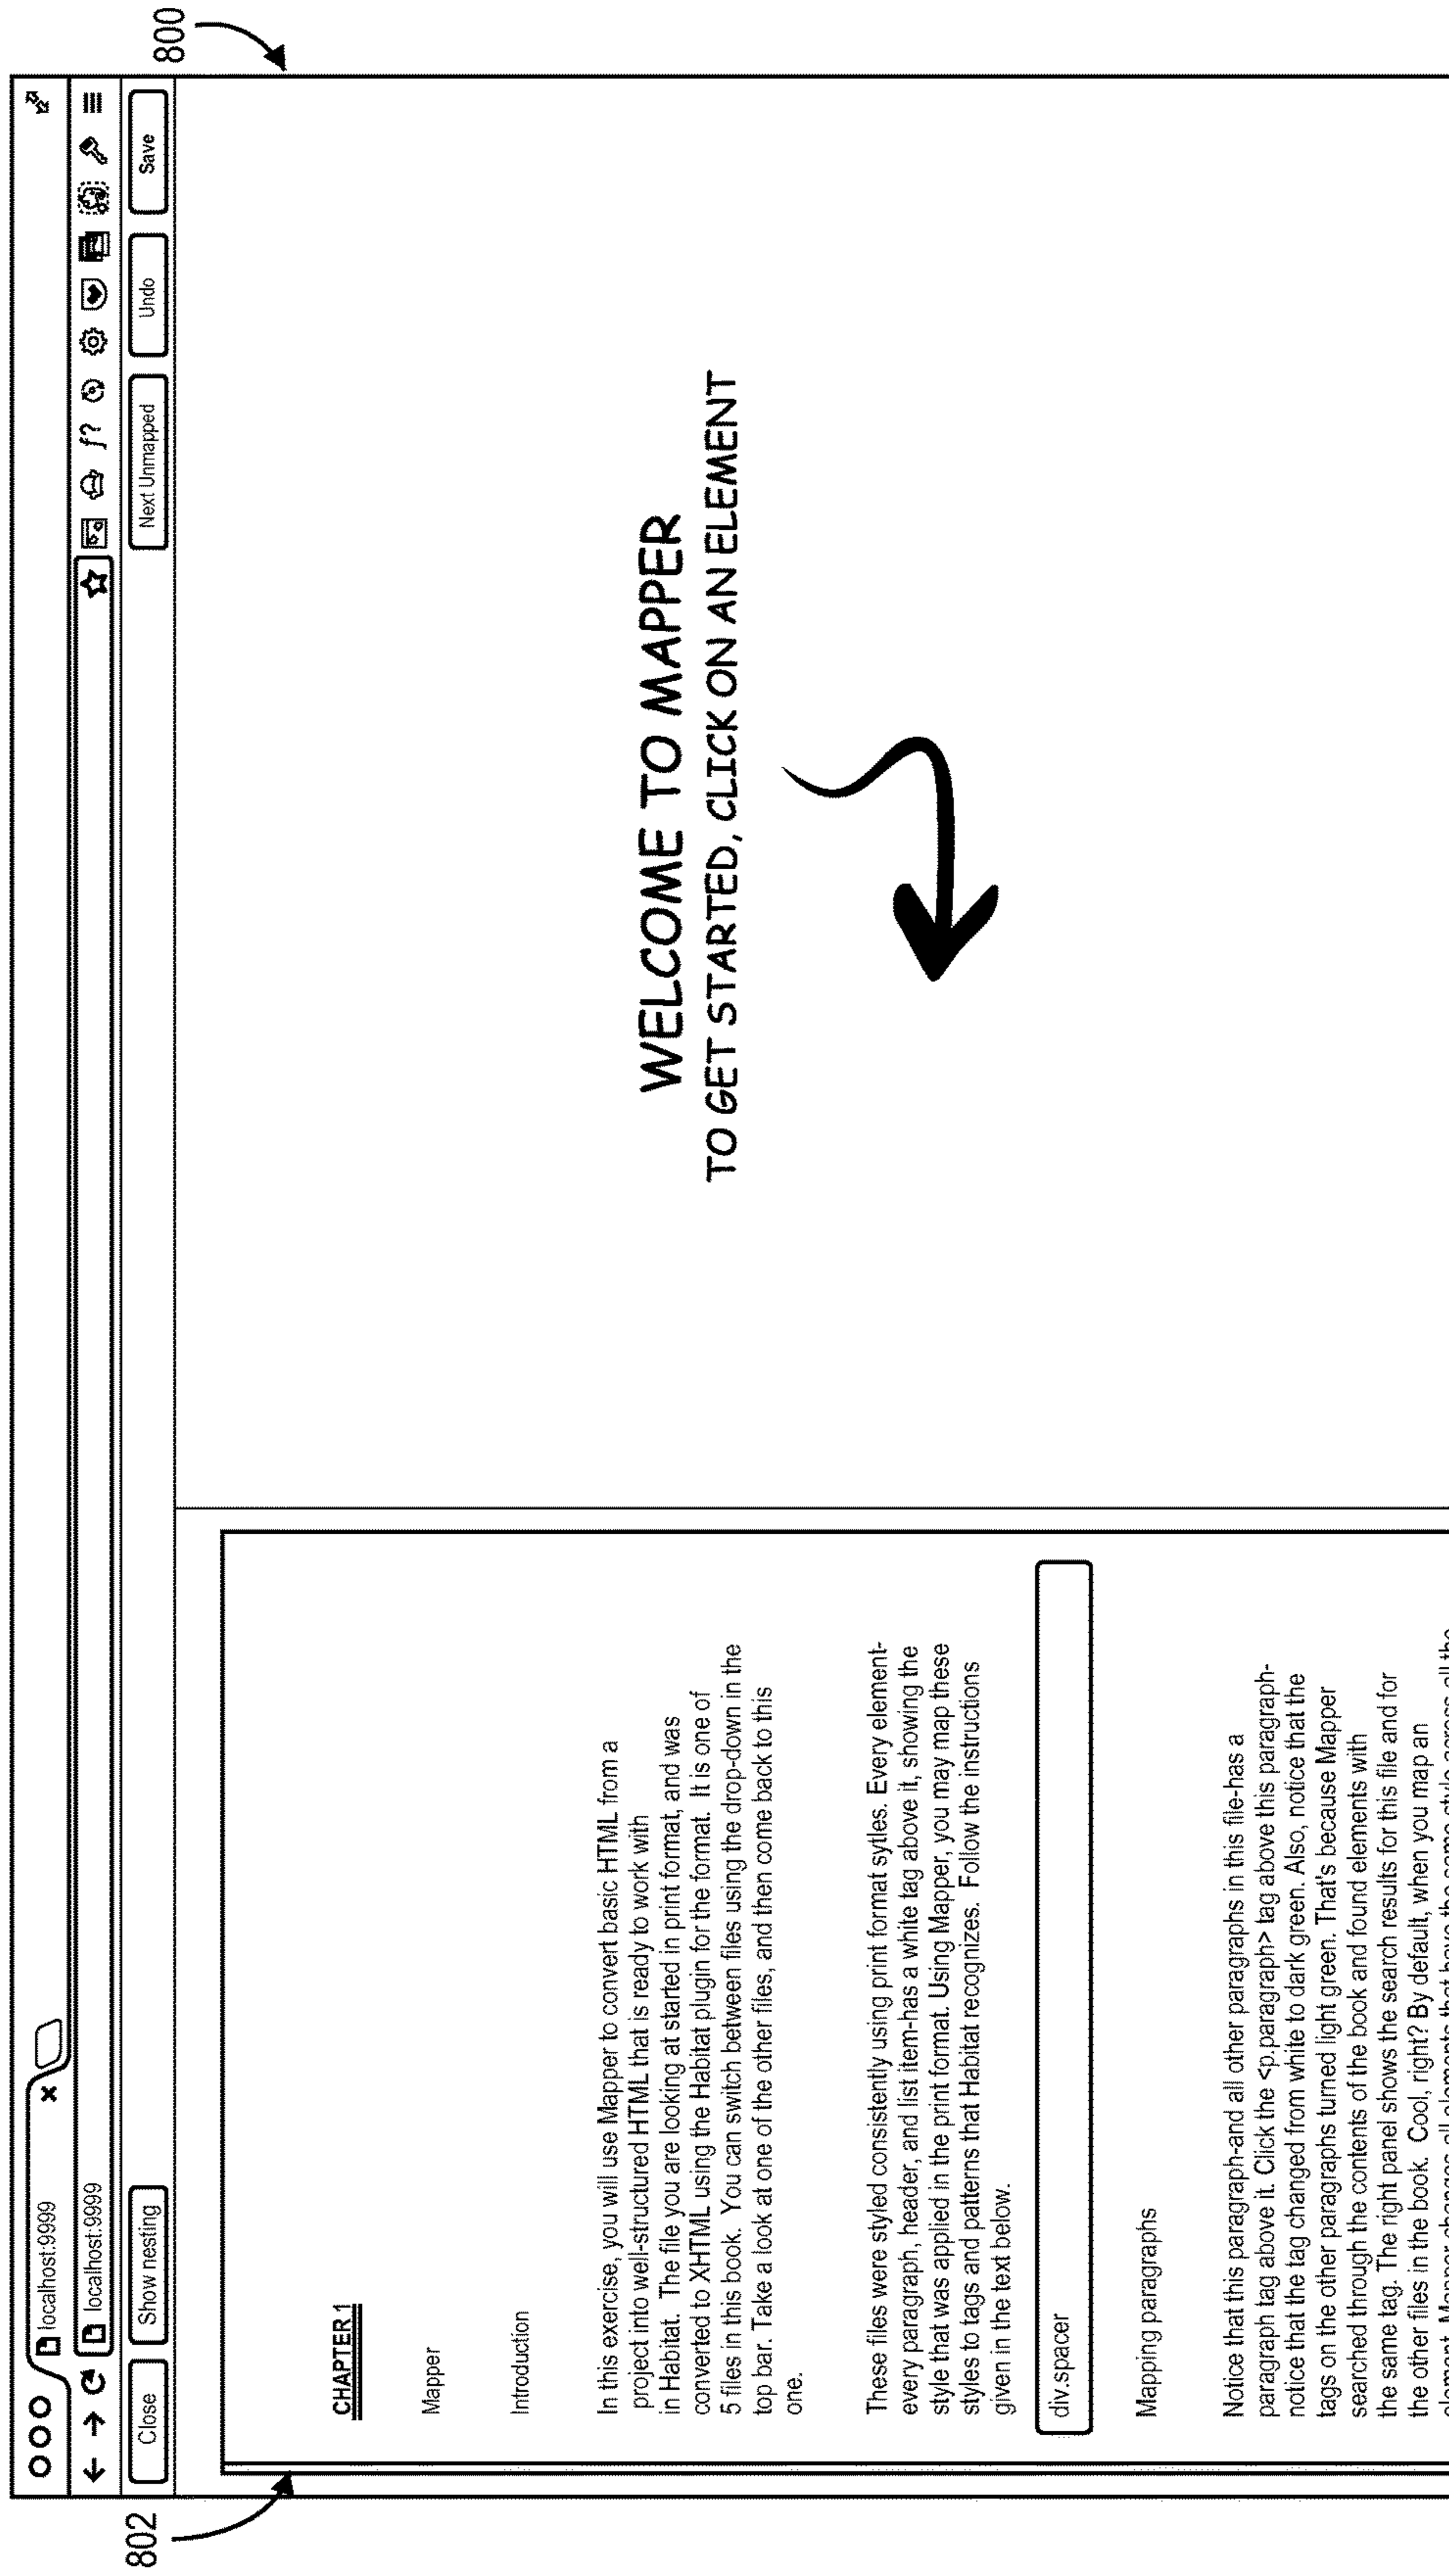 800
localhost:9999
×
localhost:9999
f?
Close
Show nesting
Next Unmapped
Undo
Save
802
CHAPTER 1
Mapper
Introduction
In this exercise, you will use Mapper to convert basic HTML from a
project into well-structured HTML that is ready to work with
in Habitat. The file you are looking at started in print format, and was
converted to XHTML using the Habitat plugin for the format. It is one of
5 files in this book. You can switch between files using the drop-down in the
top bar. Take a look at one of the other files, and then come back to this
one.
These files were styled consistently using print format sytles. Every element-
every paragraph, header, and list item-has a white tag above it, showing the
style that was applied in the print format. Using Mapper, you may map these
styles to tags and patterns that Habitat recognizes. Follow the instructions
given in the text below.
div.spacer
Mapping paragraphs
Notice that this paragraph-and all other paragraphs in this file-has a
paragraph tag above it. Click the <p.paragraph> tag above this paragraph-
notice that the tag changed from white to dark green. Also, notice that the
tags on the other paragraphs turned light green. That's because Mapper
searched through the contents of the book and found elements with
the same tag. The right panel shows the search results for this file and for
the other files in the book. Cool, right? By default, when you map an
element, Mapper changes all elements that have the same style across all the
WELCOME TO MAPPER
TO GET STARTED, CLICK ON AN ELEMENT